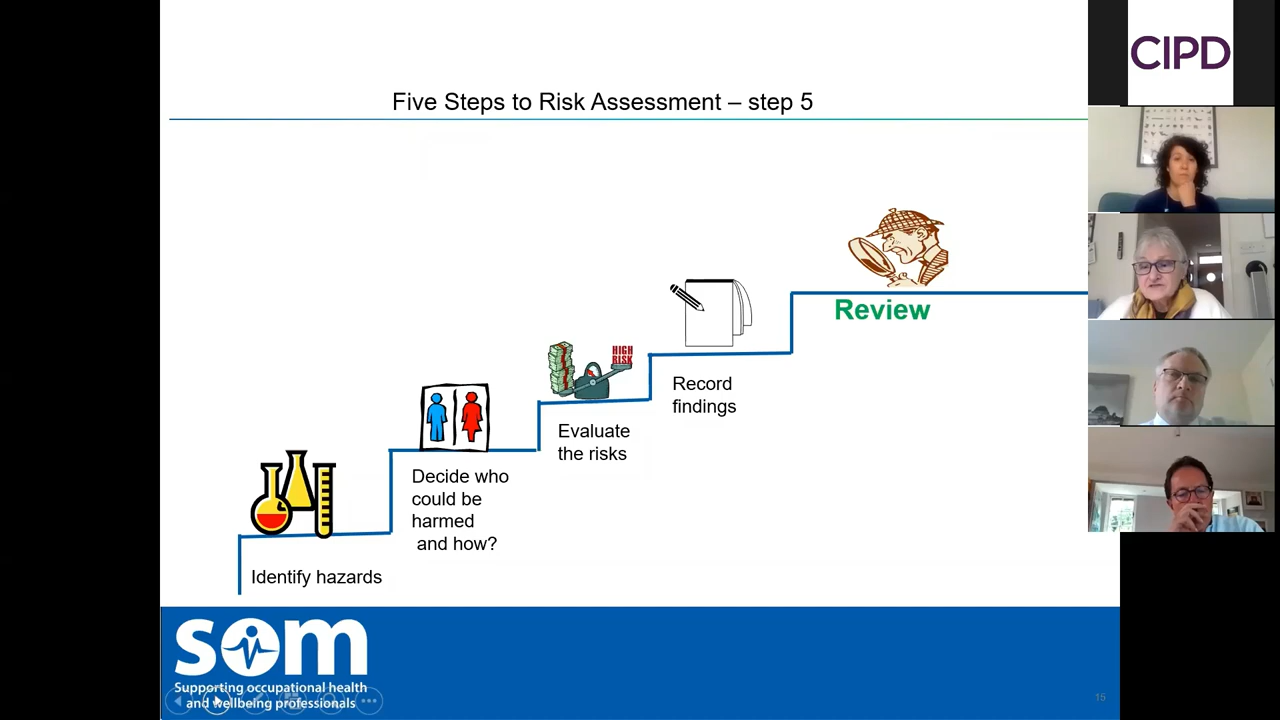 Five Steps to Risk Assessment – step 5
CIPD
HIGH
RISK
Review
Record
findings
Evaluate
the risks
Decide who
could be
harmed
and how?
Identify hazards
som
Supporting occupational health
and wellbeing professionals
15